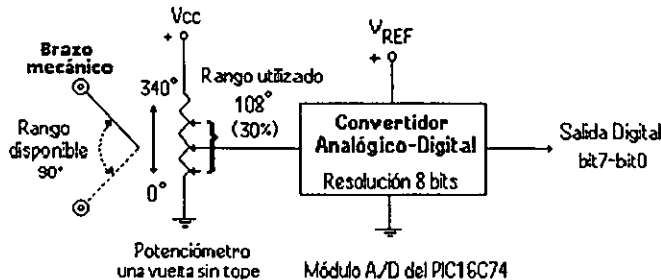 Vcc
+
Brazo
mecánico
340°
Rango utilizado
108°
(30%)
Rango
disponible
90°
0°
Potenciómetro
una vuelta sin tope
VREF
+
Convertidor
Analógico-Digital
Resolución 8 bits
Módulo A/D del PIC16C74
Salida Digital
bit7-bit0